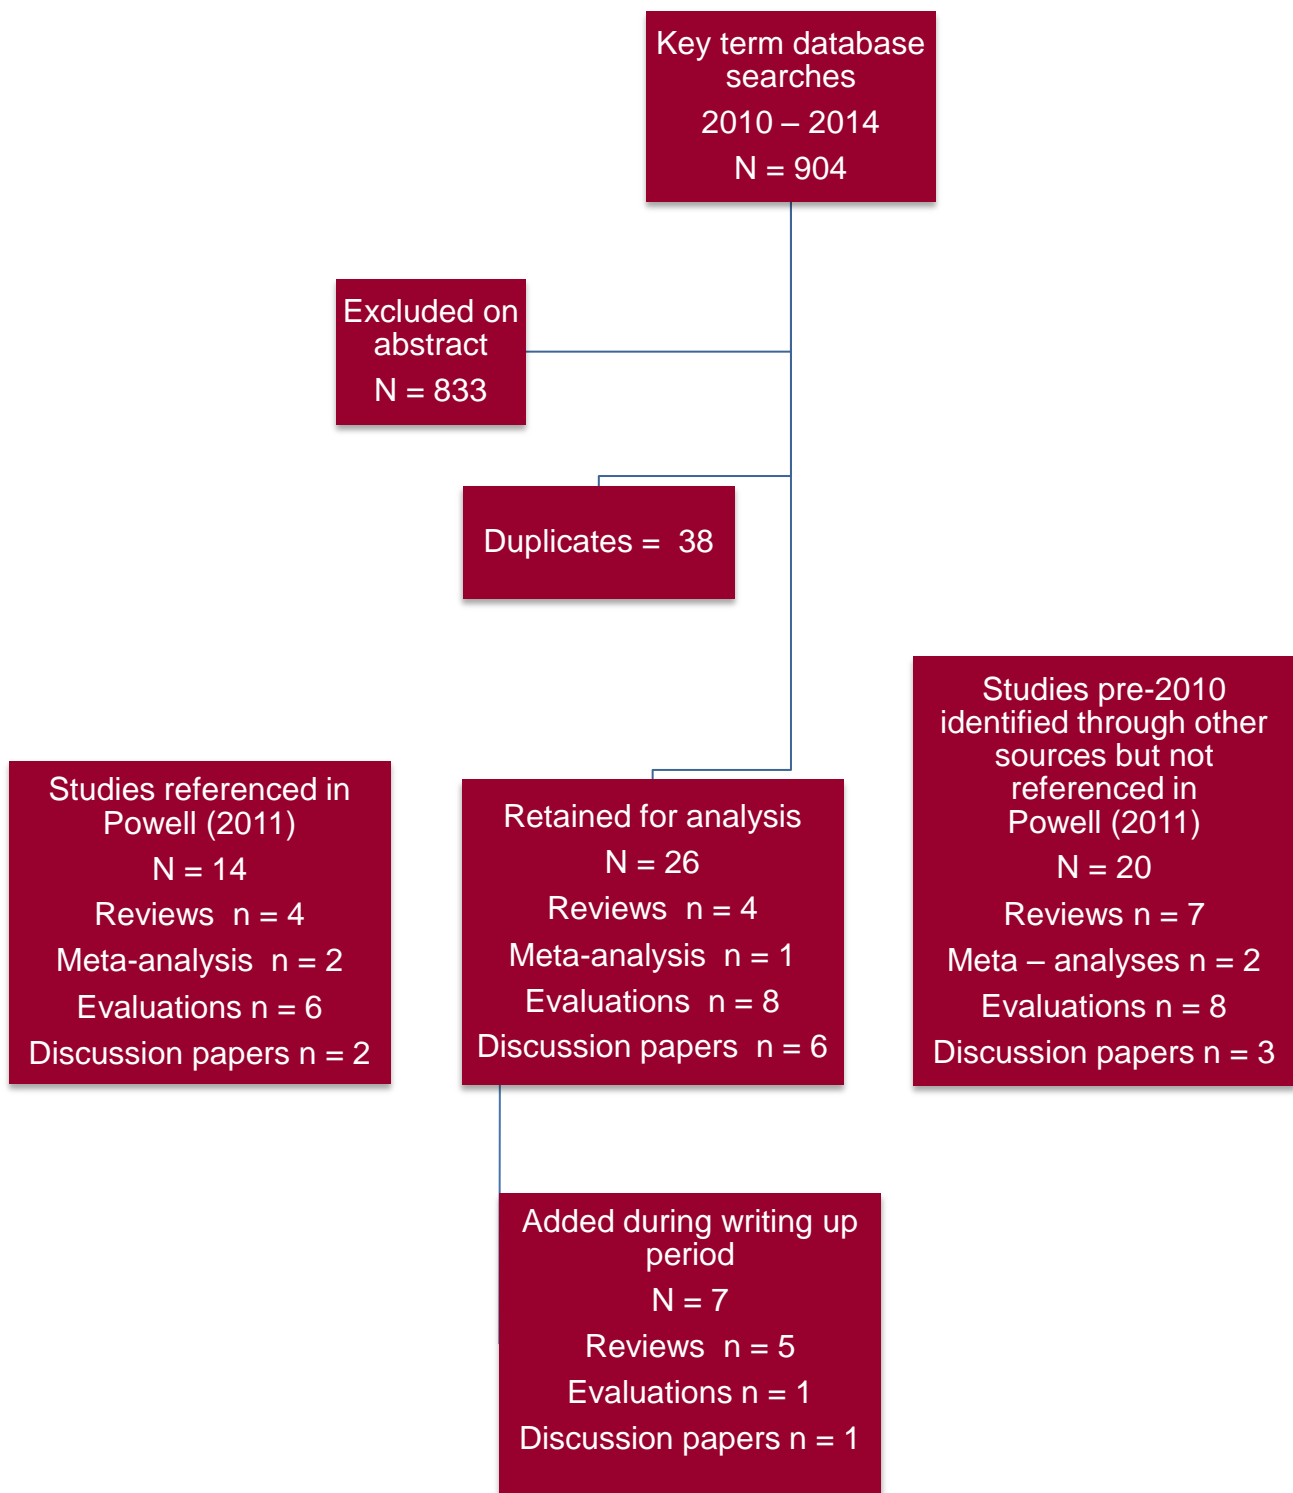 Key term database
searches
2010 – 2014
N = 904
Excluded on
abstract
N = 833
Duplicates =  38
Studies referenced in
Powell (2011)
N = 14
Reviews  n = 4
Meta-analysis  n = 2
Evaluations n = 6
Discussion papers n = 2
Retained for analysis
N = 26
Reviews  n = 4
Meta-analysis  n = 1
Evaluations  n = 8
Discussion papers  n = 6
Studies pre-2010
identified through other
sources but not
referenced in
Powell (2011)
N = 20
Reviews n = 7
Meta – analyses n = 2
Evaluations n = 8
Discussion papers n = 3
Added during writing up
period
N = 7
Reviews  n = 5
Evaluations n = 1
Discussion papers n = 1